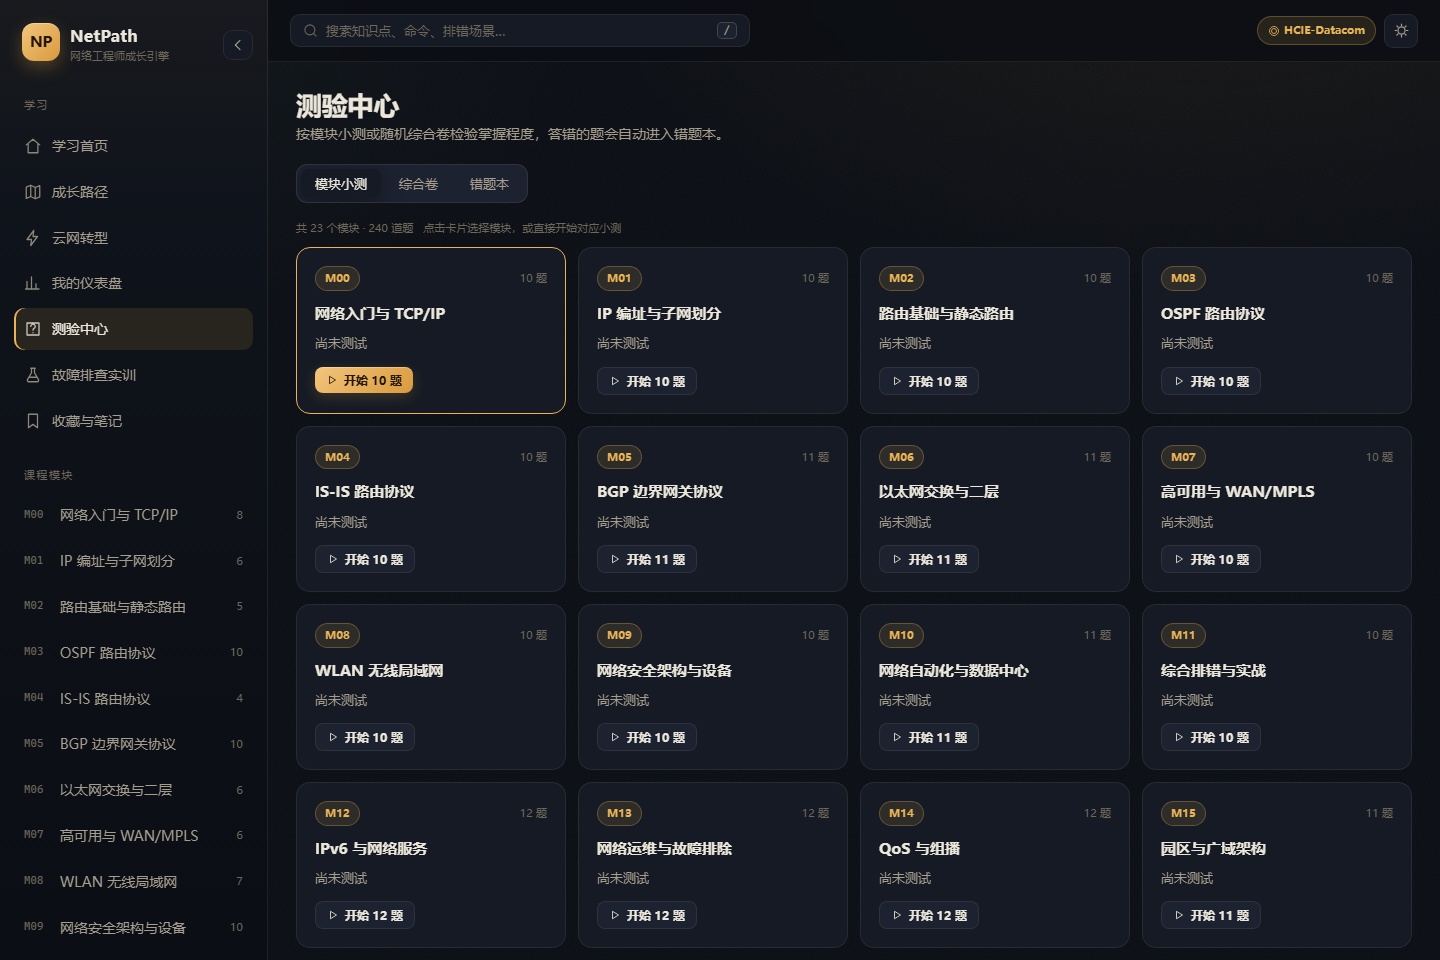 NP
NetPath
网络工程师成长引擎
学习
学习首页
成长路径
云网转型
我的仪表盘
测验中心
故障排查实训
收藏与笔记
课程模块
M00 网络入门与 TCP/IP 8
M01 IP 编址与子网划分 6
M02 路由基础与静态路由 5
M03 OSPF 路由协议 10
M04 IS-IS 路由协议 4
M05 BGP 边界网关协议 10
M06 以太网交换与二层 6
M07 高可用与 WAN/MPLS 6
M08 WLAN 无线局域网 7
M09 网络安全架构与设备 10
搜索知识点、命令、排错场景... /
HCIE-Datacom
测验中心
按模块小测或随机综合卷检验掌握程度，答错的题会自动进入错题本。
模块小测 综合卷 错题本
共 23 个模块 · 240 道题 点击卡片选择模块，或直接开始对应小测
M00 10 题
网络入门与 TCP/IP
尚未测试
开始 10 题
M01 10 题
IP 编址与子网划分
尚未测试
开始 10 题
M02 10 题
路由基础与静态路由
尚未测试
开始 10 题
M03 10 题
OSPF 路由协议
尚未测试
开始 10 题
M04 10 题
IS-IS 路由协议
尚未测试
开始 10 题
M05 11 题
BGP 边界网关协议
尚未测试
开始 11 题
M06 11 题
以太网交换与二层
尚未测试
开始 11 题
M07 10 题
高可用与 WAN/MPLS
尚未测试
开始 10 题
M08 10 题
WLAN 无线局域网
尚未测试
开始 10 题
M09 10 题
网络安全架构与设备
尚未测试
开始 10 题
M10 11 题
网络自动化与数据中心
尚未测试
开始 11 题
M11 10 题
综合排错与实战
尚未测试
开始 10 题
M12 12 题
IPv6 与网络服务
尚未测试
开始 12 题
M13 12 题
网络运维与故障排除
尚未测试
开始 12 题
M14 12 题
QoS 与组播
尚未测试
开始 12 题
M15 11 题
园区与广域架构
尚未测试
开始 11 题